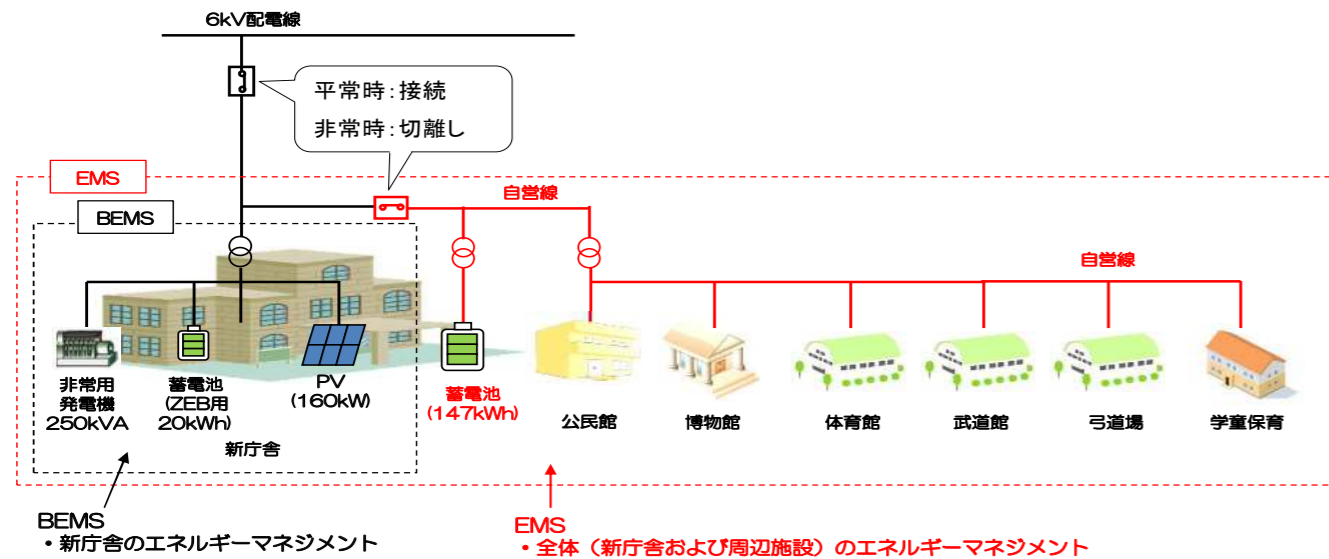 6kV配電線
平常時：接続
非常時：切離し
EMS
自営線
BEMS
自営線
非常用
発電機
250kVA
蓄電池
(ZEB用
20kWh)
PV
(160kW)
新庁舎
蓄電池
(147kWh)
公民館
博物館
体育館
武道館
弓道場
学童保育
BEMS
・新庁舎のエネルギーマネジメント
EMS
・全体（新庁舎および周辺施設）のエネルギーマネジメント